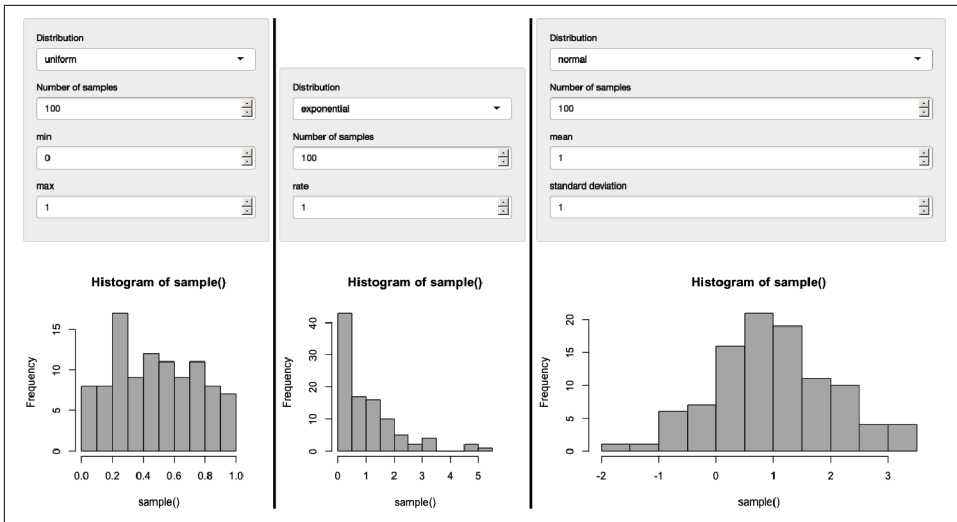 Distribution
uniform
Number of samples
100
min
0
max
1
Histogram of sample()
Frequency
0
5
10
15
0.0 0.2 0.4 0.6 0.8 1.0
sample()
Distribution
exponential
Number of samples
100
rate
1
Histogram of sample()
Frequency
0
10
20
30
40
0 1 2 3 4 5
sample()
Distribution
normal
Number of samples
100
mean
1
standard deviation
1
Histogram of sample()
Frequency
0
5
10
15
20
-2 -1 0 1 2 3
sample()